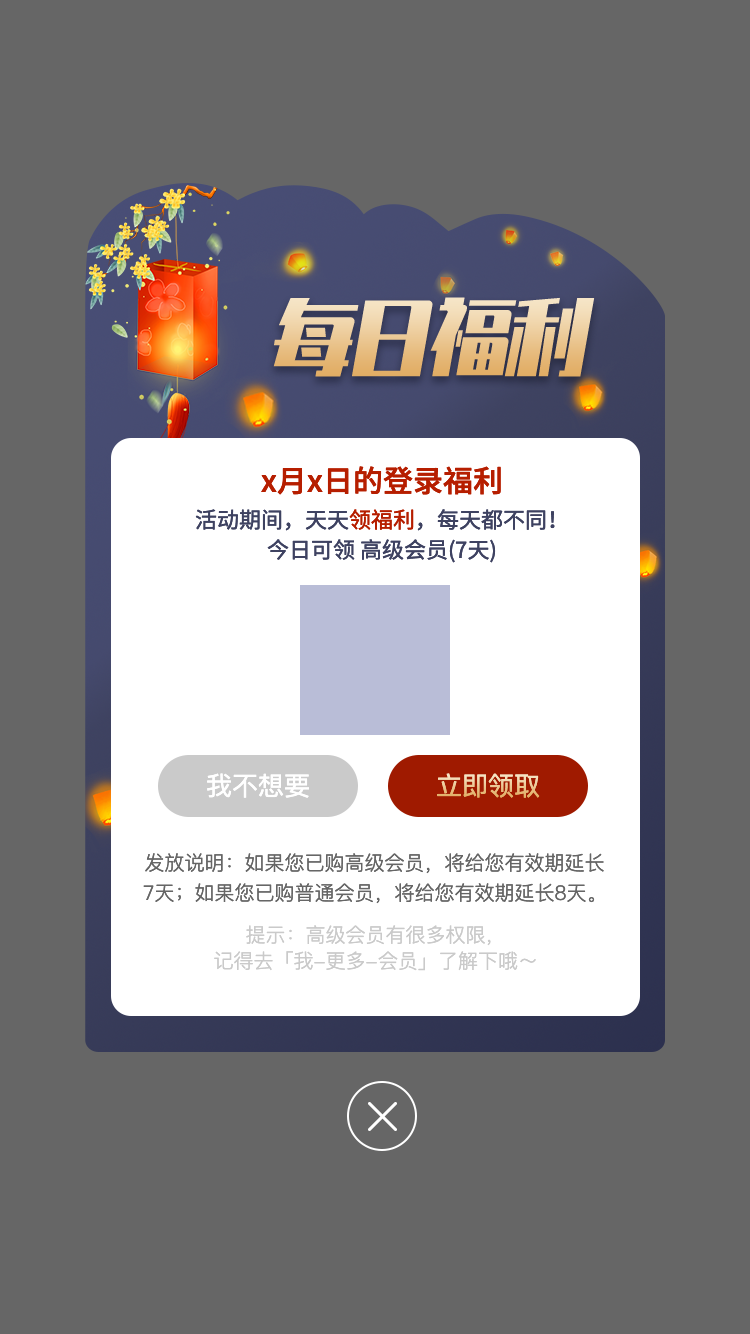 每日福利
x月x日的登录福利
活动期间，天天领福利，每天都不同！
今日可领 高级会员(7天)
我不想要
立即领取
发放说明：如果您已购高级会员，将给您有效期延长
7天；如果您已购普通会员，将给您有效期延长8天。
提示：高级会员有很多权限，
记得去「我–更多–会员」了解下哦～